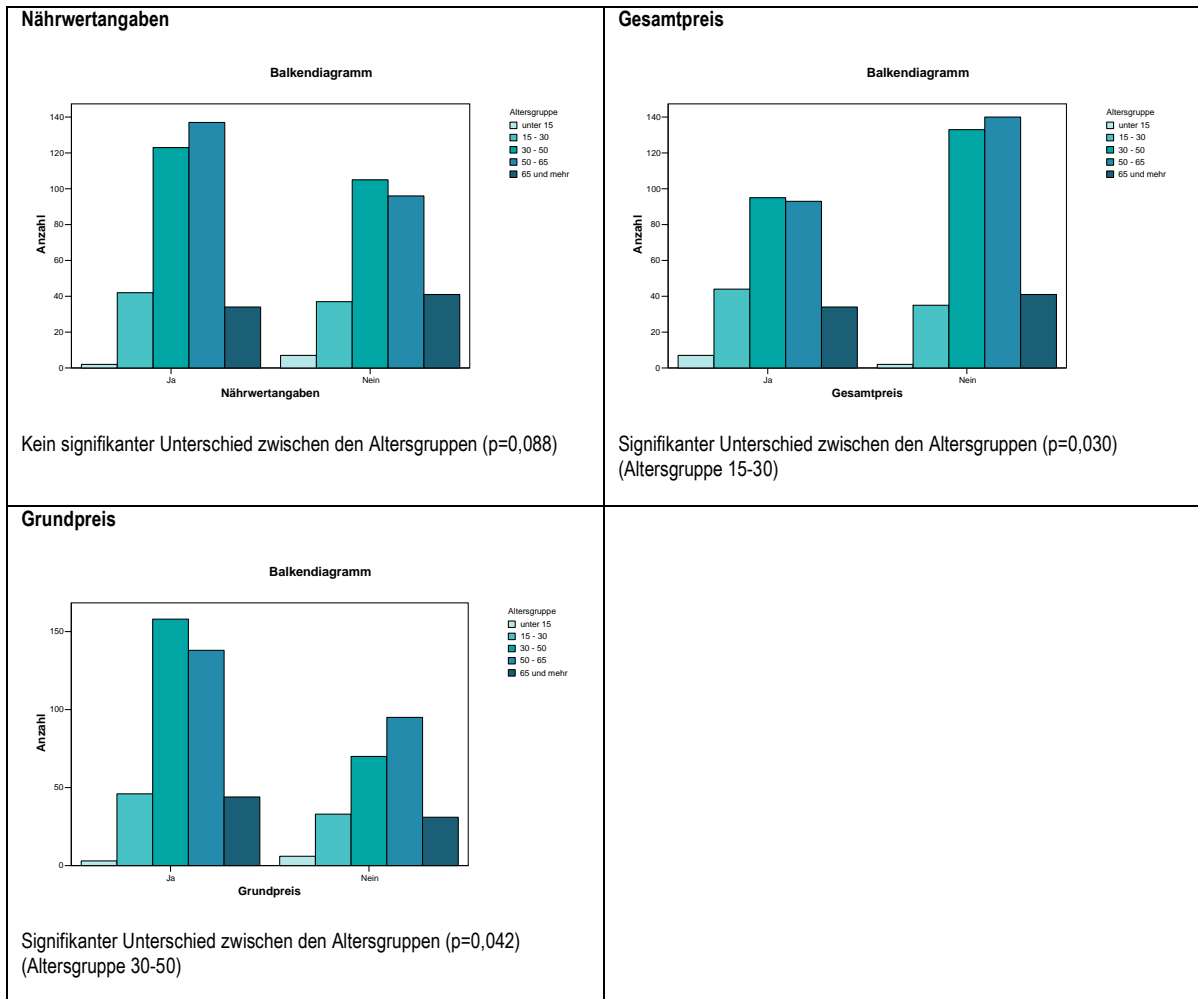 Nährwertangaben
Balkendiagramm
Altersgruppe
unter 15
15 - 30
30 - 50
50 - 65
65 und mehr
Anzahl
140
120
100
80
60
40
20
0
Ja
Nein
Nährwertangaben
Kein signifikanter Unterschied zwischen den Altersgruppen (p=0,088)
Gesamtpreis
Balkendiagramm
Altersgruppe
unter 15
15 - 30
30 - 50
50 - 65
65 und mehr
Anzahl
140
120
100
80
60
40
20
0
Ja
Nein
Gesamtpreis
Signifikanter Unterschied zwischen den Altersgruppen (p=0,030)
(Altersgruppe 15-30)
Grundpreis
Balkendiagramm
Altersgruppe
unter 15
15 - 30
30 - 50
50 - 65
65 und mehr
Anzahl
150
100
50
0
Ja
Nein
Grundpreis
Signifikanter Unterschied zwischen den Altersgruppen (p=0,042)
(Altersgruppe 30-50)